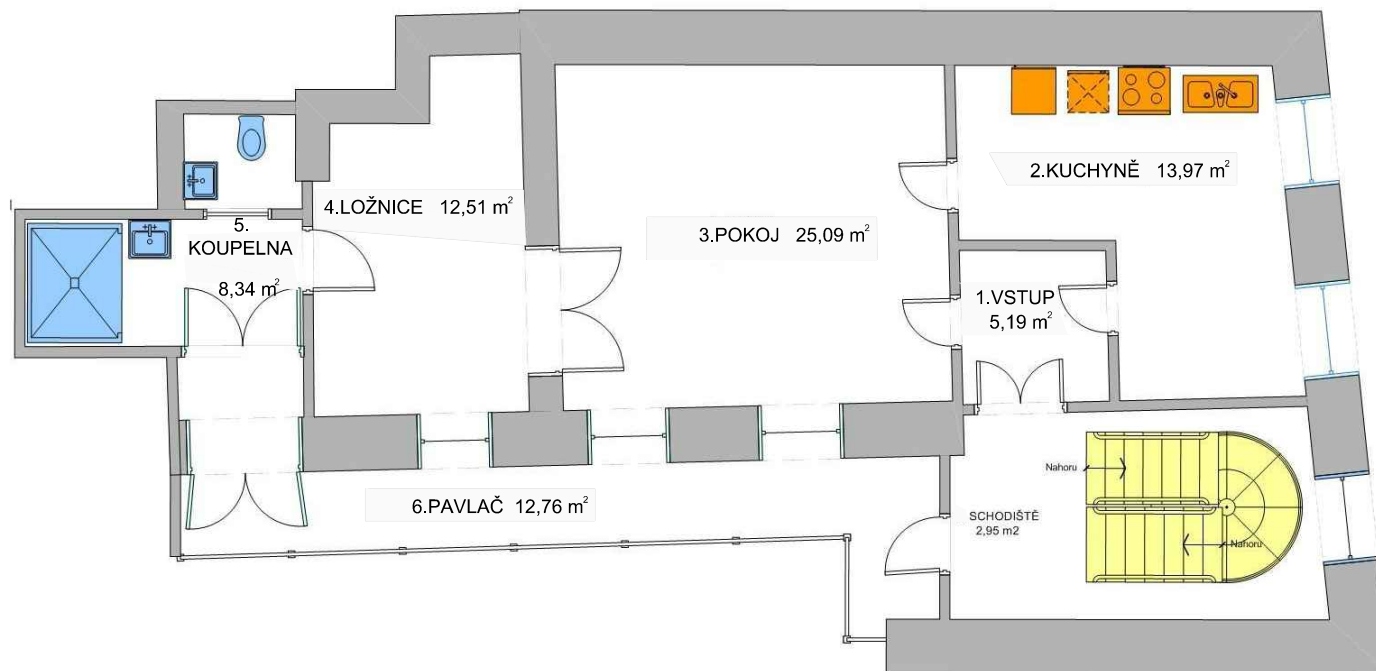 2.KUCHYNĚ 13,97 m²
4.LOŽNICE 12,51 m²
5.
KOUPELNA
8,34 m²
3.POKOJ 25,09 m²
1.VSTUP
5,19 m²
Nahoru
6.PAVLAČ 12,76 m²
SCHODIŠTĚ
2,95 m2
Nahoru